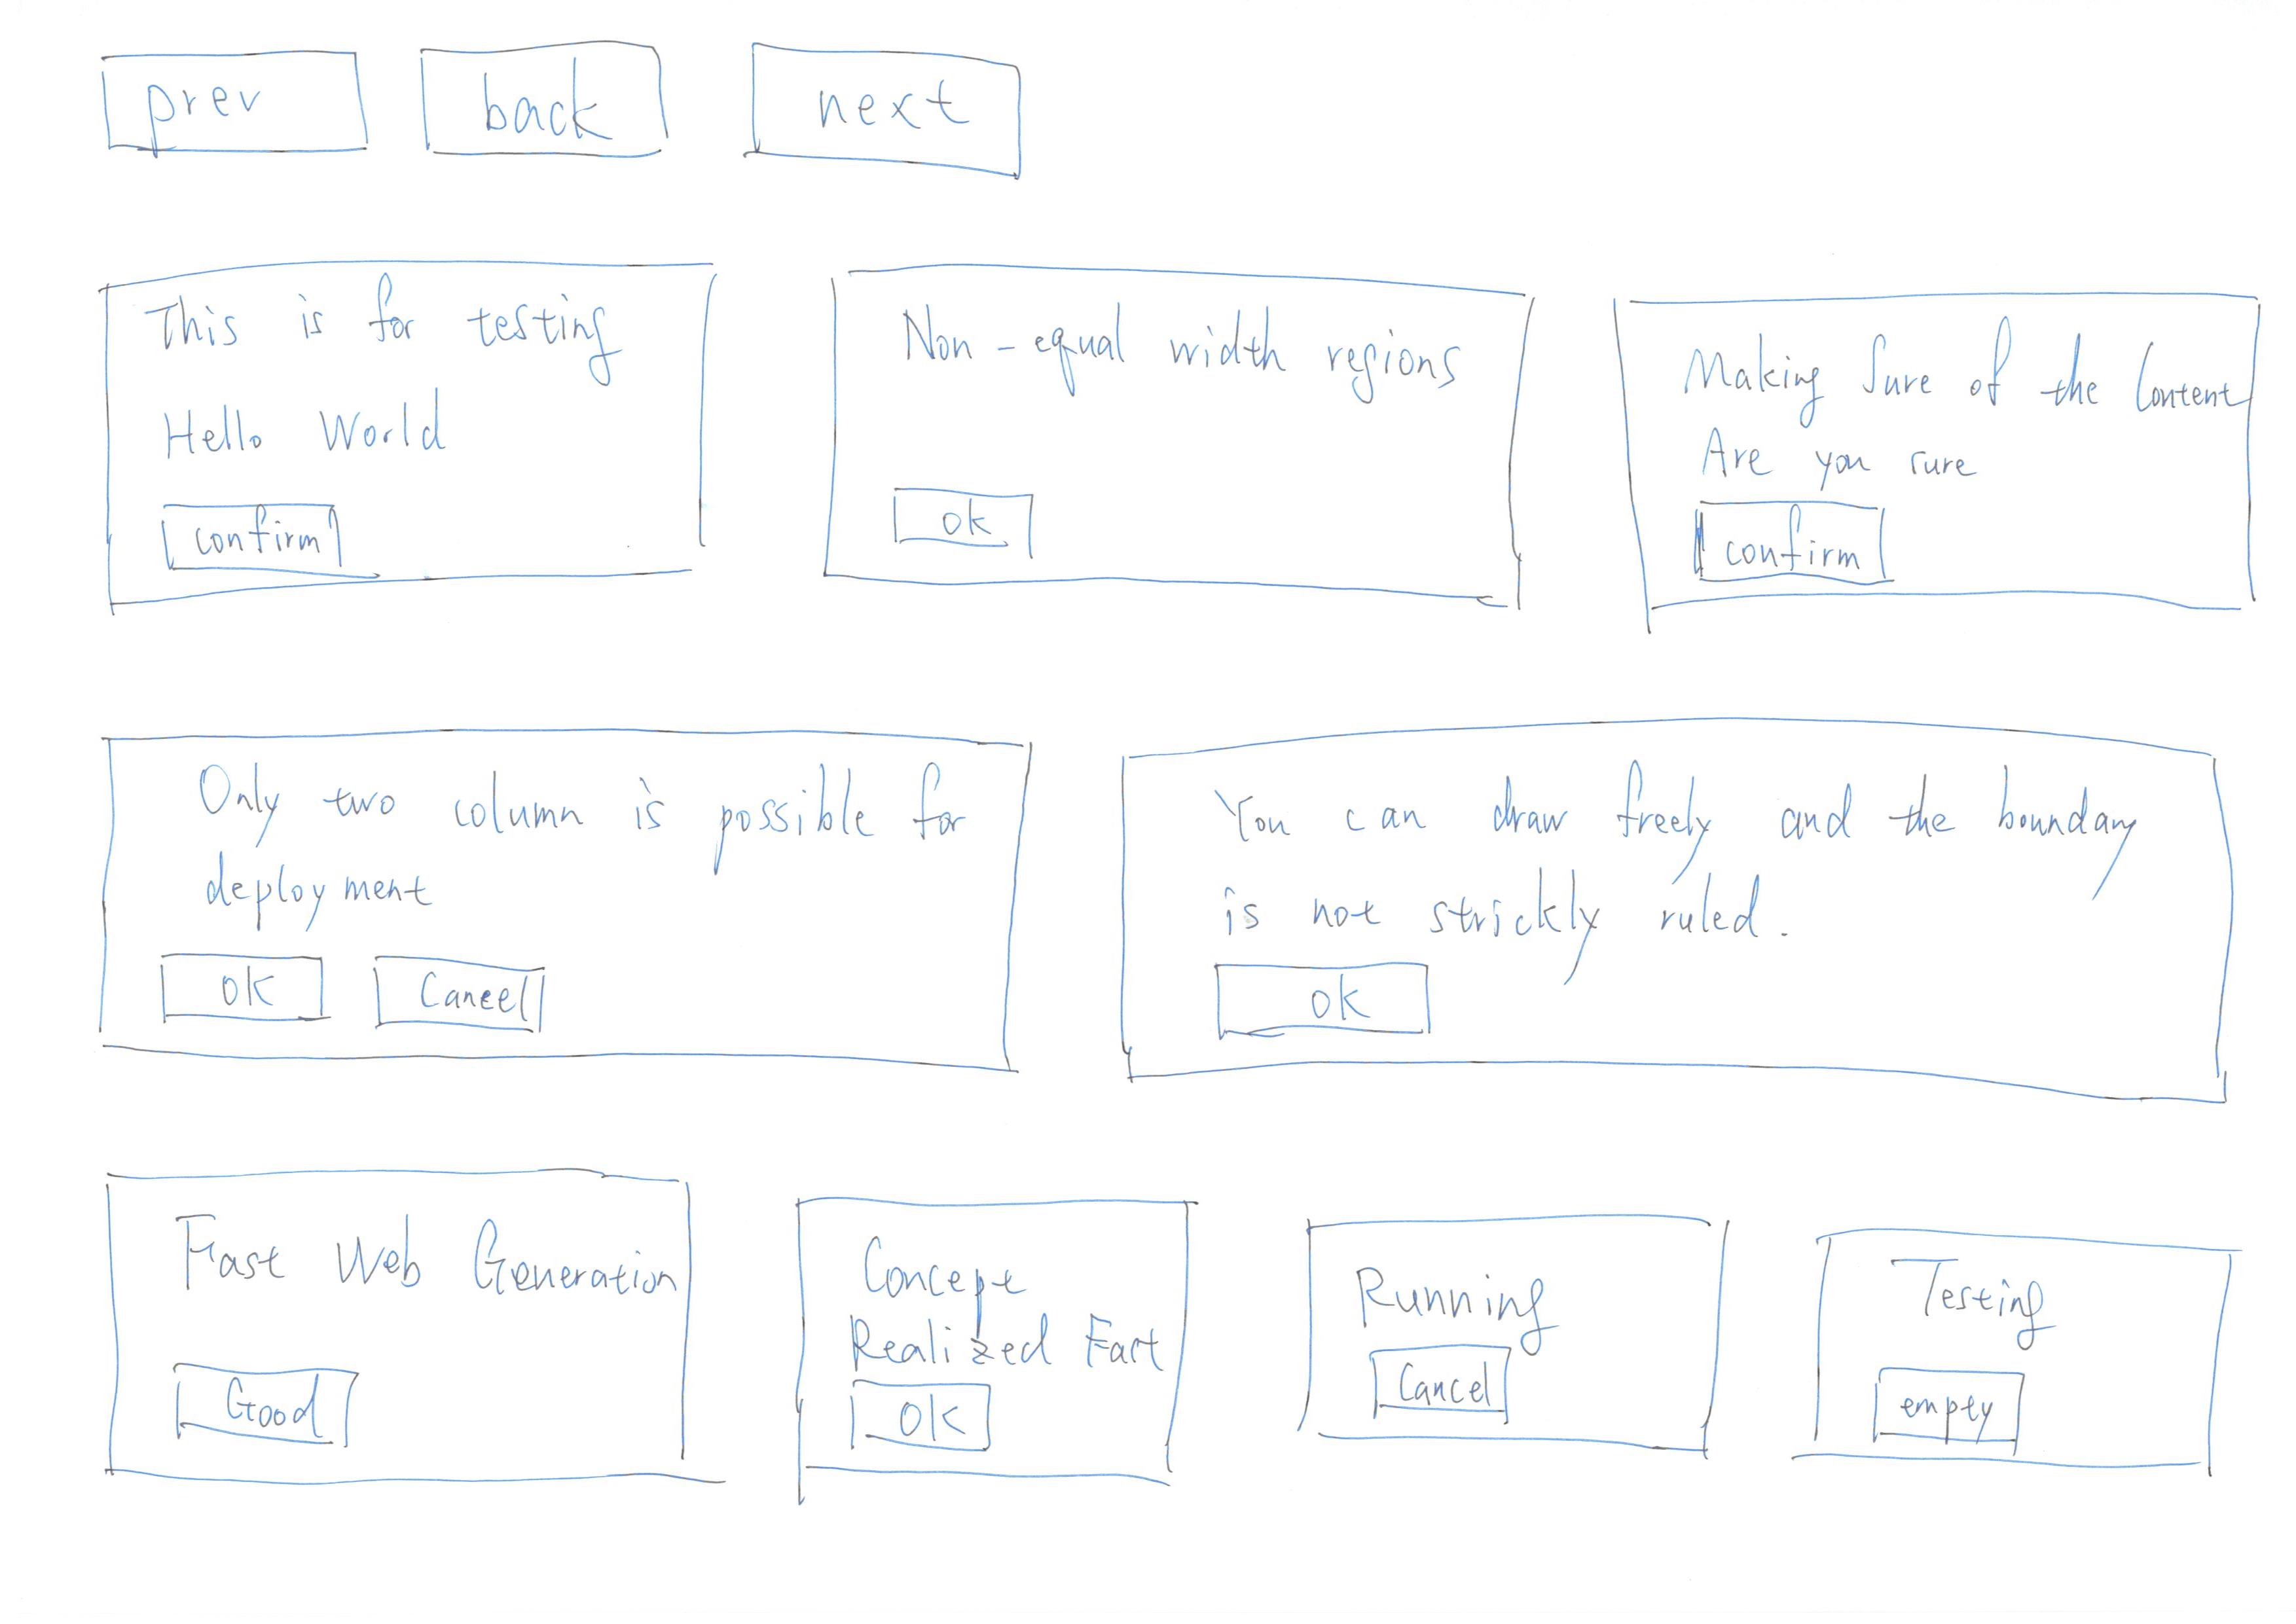 prev back next
This is for testing
Hello World
confirm
Non-equal width regions
ok
Making Sure of the Content
Are you sure
confirm
Only two column is possible for
deployment
OK Cancel
You can draw freely and the boundary
is not strickly ruled.
OK
Fast Web Generation
Good
Concept
Realized Fast
OK
Running
Cancel
Testing
empty